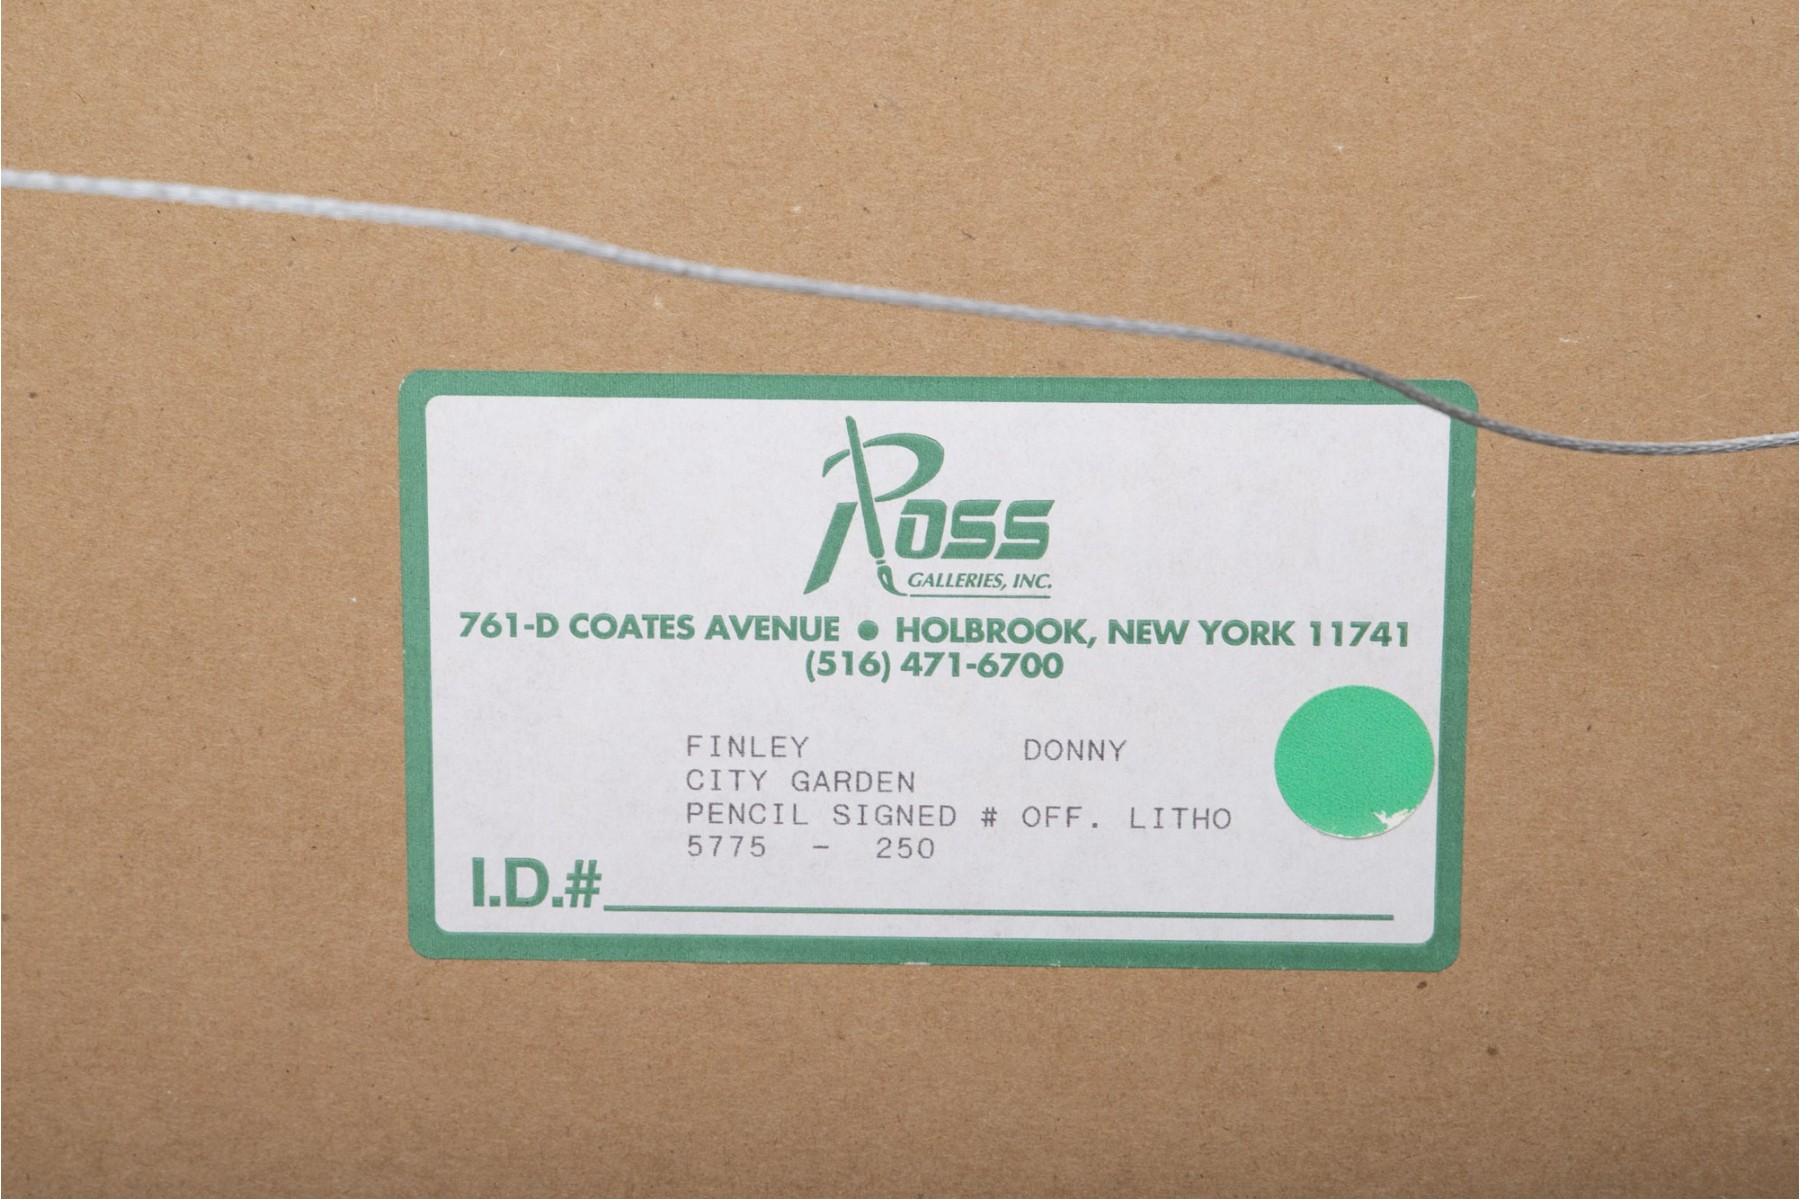 Ross
GALLERIES, INC.
761-D COATES AVENUE ● HOLBROOK, NEW YORK 11741
(516) 471-6700
FINLEY DONNY
CITY GARDEN
PENCIL SIGNED # OFF. LITHO
5775 - 250
I.D.#